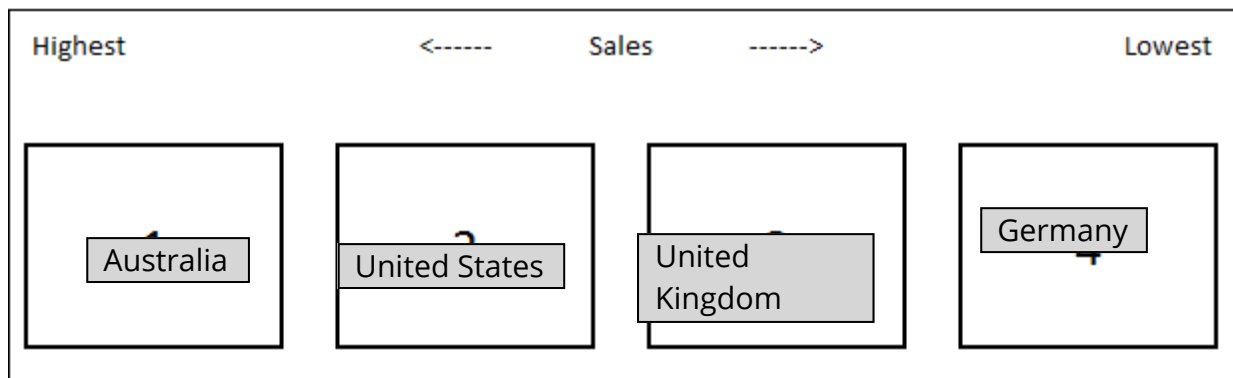 Highest <------ Sales ------> Lowest
Australia
United States
United
Kingdom
Germany